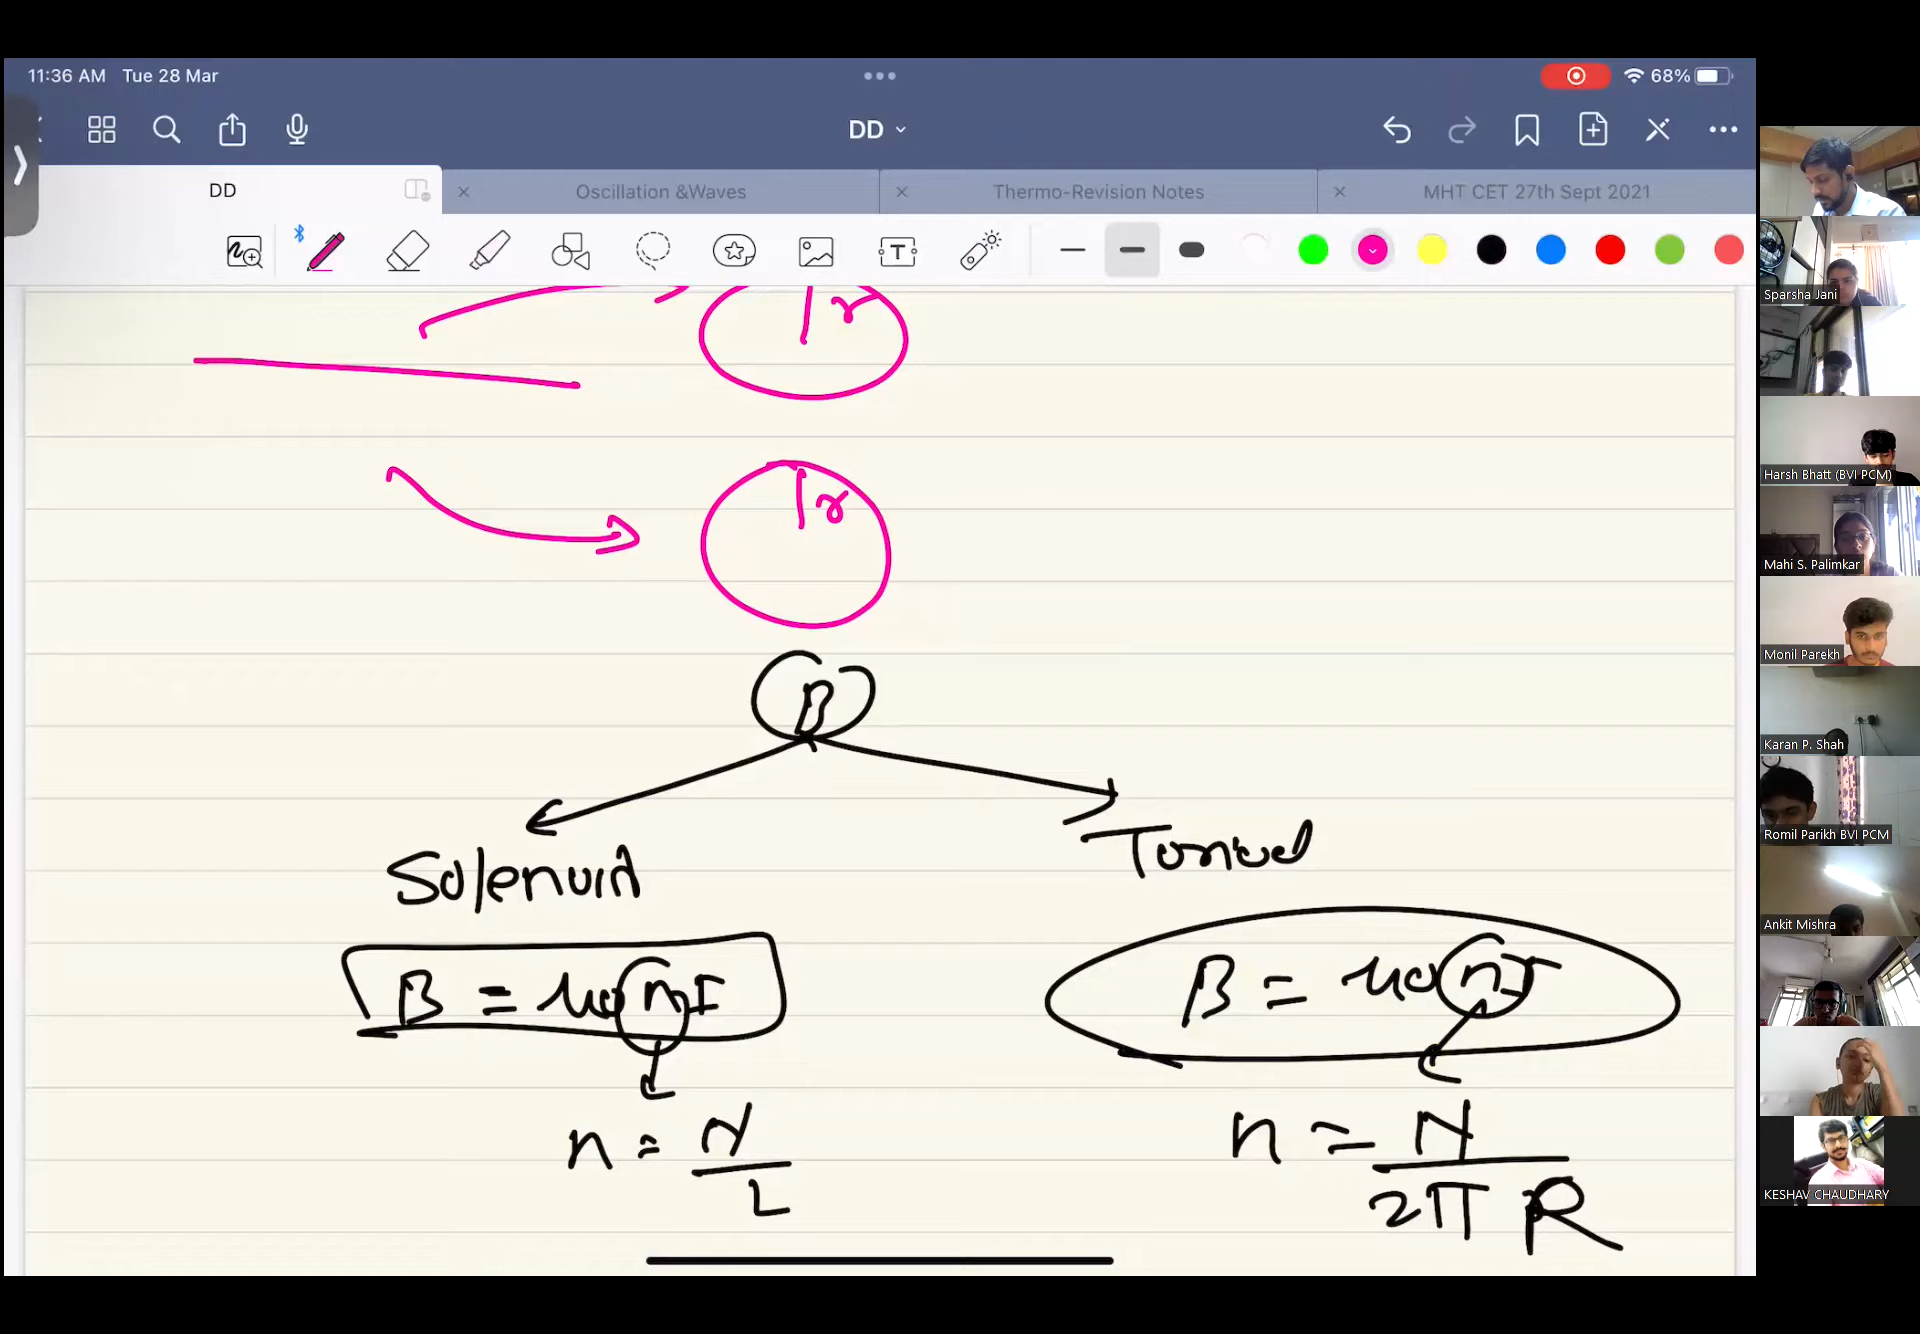 11:36 AM Tue 28 Mar
68%
DD
DD
Oscillation &Waves
Thermo-Revision Notes
MHT CET 27th Sept 2021
T
r
r
B
Solenoid
Toroid
B = μ0nI
B = μ0nI
n = N/L
n = N/2π R
Sparsha Jani
Harsh Bhatt (BVI PCM)
Mahi S. Palimkar
Monil Parekh
Karan P. Shah
Romil Parikh BVI PCM
Ankit Mishra
KESHAV CHAUDHARY